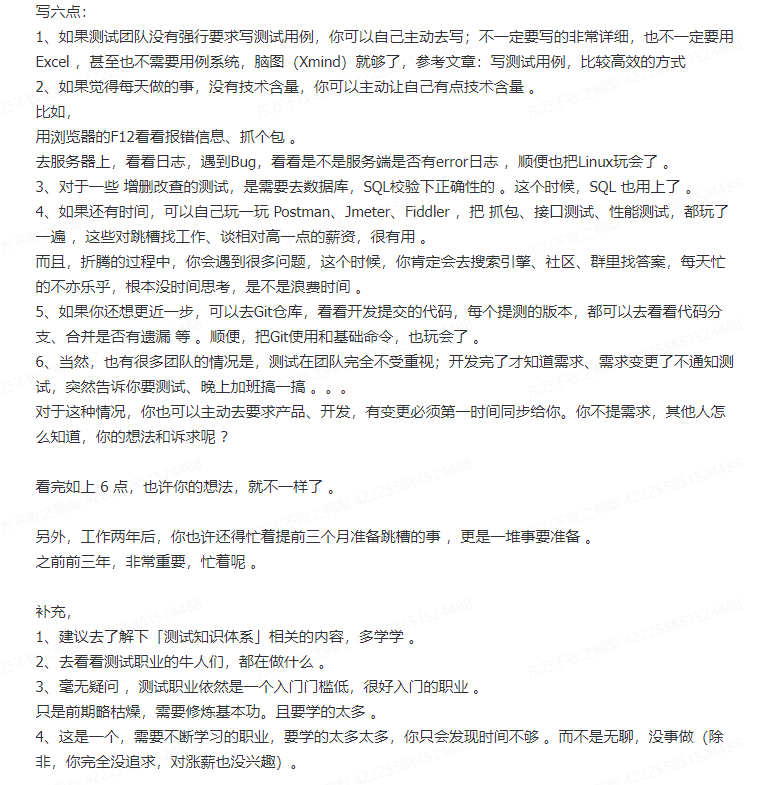 写六点：
1、如果测试团队没有强行要求写测试用例，你可以自己主动去写；不一定要写的非常详细，也不一定要用
Excel ，甚至也不需要用例系统，脑图（Xmind）就够了，参考文章：写测试用例，比较高效的方式
2、如果觉得每天做的事，没有技术含量，你可以主动让自己有点技术含量 。
比如，
用浏览器的F12看看报错信息、抓个包 。
去服务器上，看看日志，遇到Bug，看看是不是服务端是否有error日志 ，顺便也把Linux玩会了 。
3、对于一些 增删改查的测试，是需要去数据库，SQL校验下正确性的 。这个时候，SQL 也用上了 。
4、如果还有时间，可以自己玩一玩 Postman、Jmeter、Fiddler ，把 抓包、接口测试、性能测试，都玩了
一遍 ，这些对跳槽找工作、谈相对高一点的薪资，很有用 。
而且，折腾的过程中，你会遇到很多问题，这个时候，你肯定会去搜索引擎、社区、群里找答案，每天忙
的不亦乐乎，根本没时间思考，是不是浪费时间 。
5、如果你还想更近一步，可以去Git仓库，看看开发提交的代码，每个提测的版本，都可以去看看代码分
支、合并是否有遗漏 等 。顺便，把Git使用和基础命令，也玩会了 。
6、当然，也有很多团队的情况是，测试在团队完全不受重视；开发完了才知道需求、需求变更了不通知测
试，突然告诉你要测试、晚上加班搞一搞 。。。
对于这种情况，你也可以主动去要求产品、开发，有变更必须第一时间同步给你。你不提需求，其他人怎
么知道，你的想法和诉求呢？
看完如上 6 点，也许你的想法，就不一样了 。
另外，工作两年后，你也许还得忙着提前三个月准备跳槽的事 ，更是一堆事要准备 。
之前前三年，非常重要，忙着呢 。
补充，
1、建议去了解下「测试知识体系」相关的内容，多学学 。
2、去看看测试职业的牛人们，都在做什么 。
3、毫无疑问 ，测试职业依然是一个入门门槛低，很好入门的职业 。
只是前期略枯燥，需要修炼基本功。且要学的太多 。
4、这是一个，需要不断学习的职业，要学的太多太多，你只会发现时间不够 。而不是无聊，没事做（除
非，你完全没追求，对涨薪也没兴趣）。